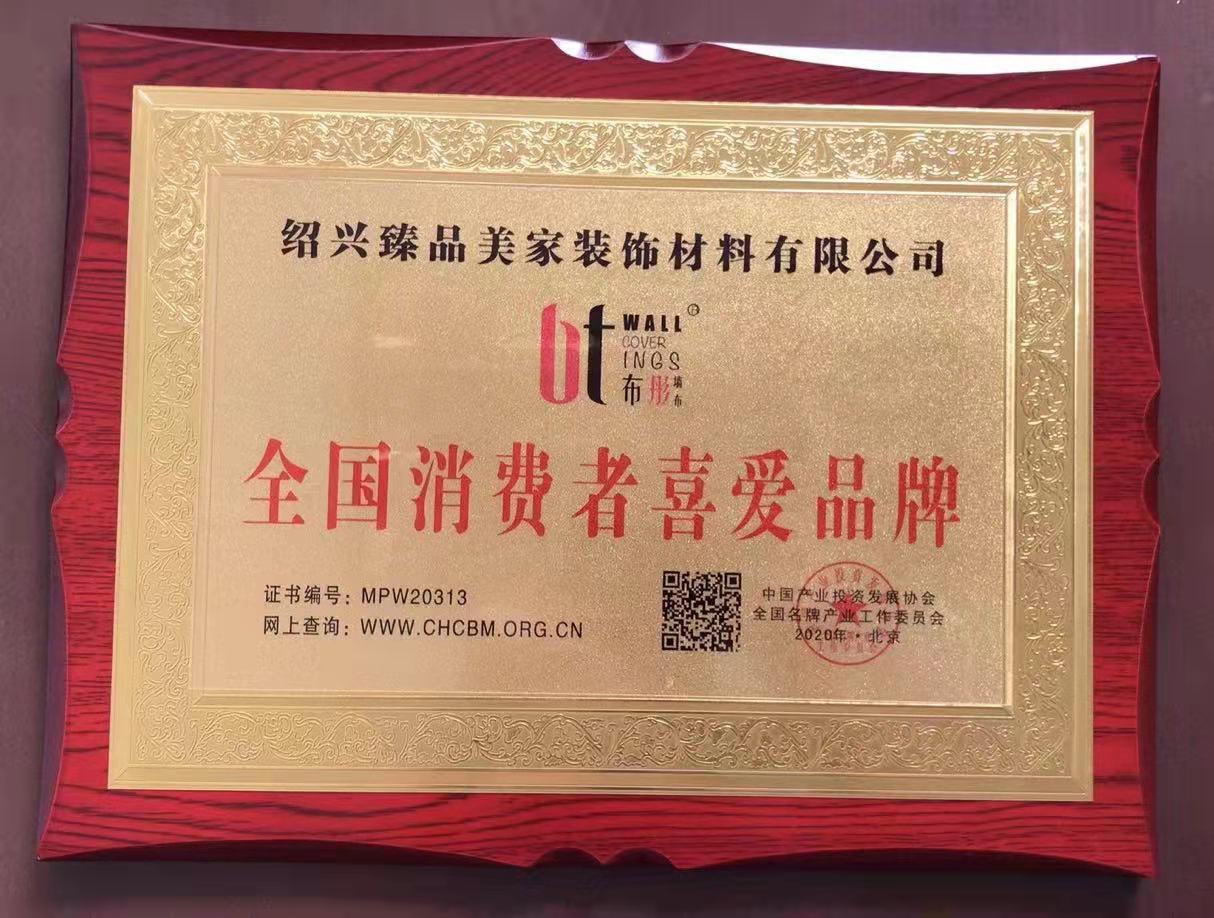 绍兴臻品美家装饰材料有限公司
bt
WALL
COVER
INGS
布彤
墙布
®
全国消费者喜爱品牌
证书编号：MPW20313
网上查询：WWW.CHCBM.ORG.CN
中国产业投资发展协会
全国名牌产业工作委员会
2020年·北京